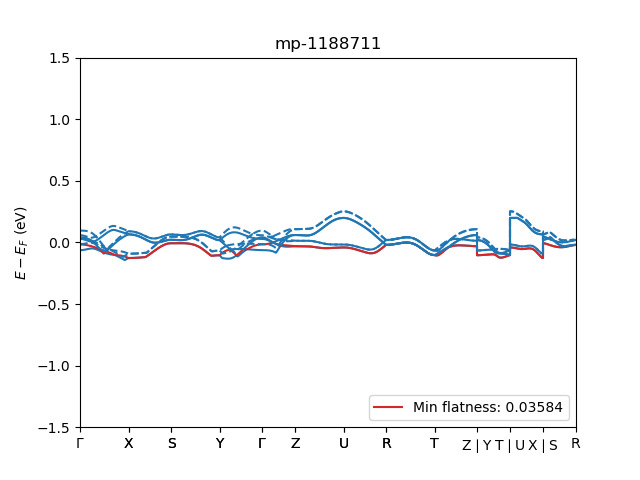 mp-1188711
E − E_F (eV)
1.5
1.0
0.5
0.0
−0.5
−1.0
−1.5
Min flatness: 0.03584
Γ X S Y Γ Z U R T Z | Y T | U X | S R